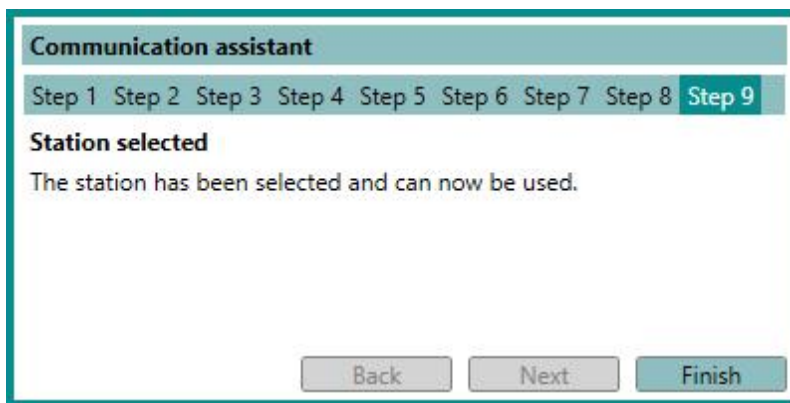 Communication assistant
Step 1 Step 2 Step 3 Step 4 Step 5 Step 6 Step 7 Step 8 Step 9
Station selected
The station has been selected and can now be used.
Back Next Finish